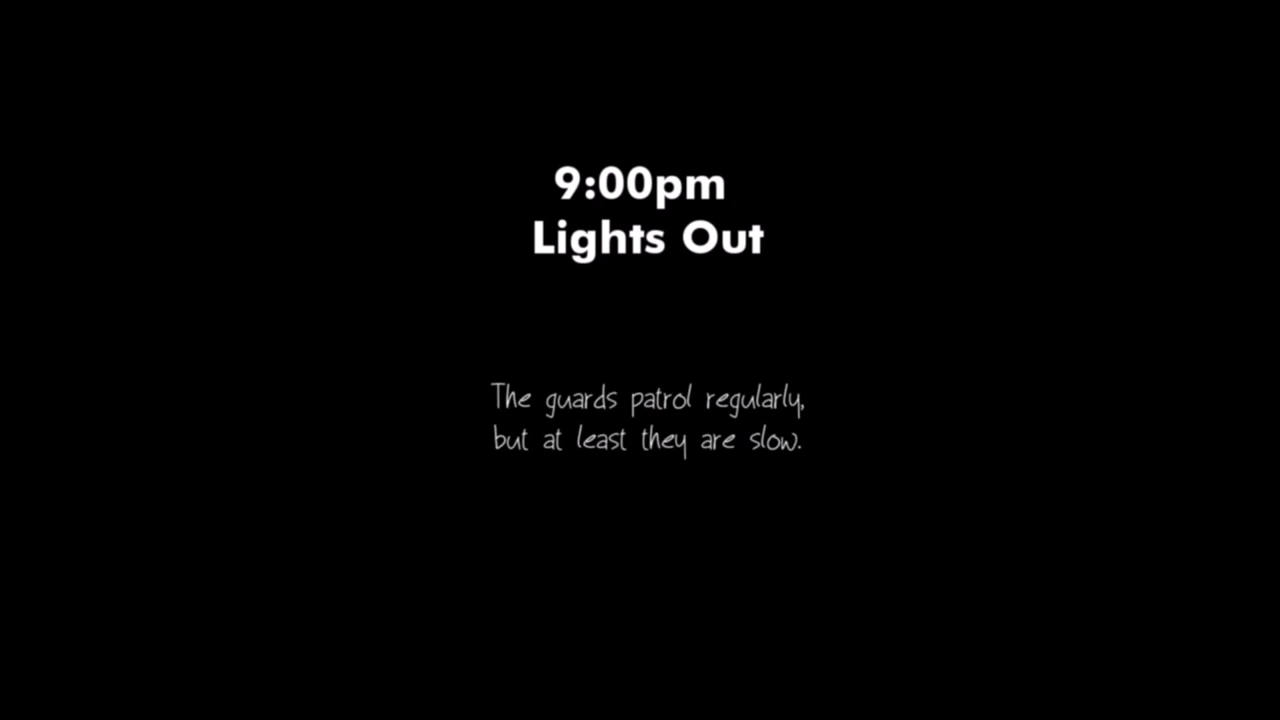 9:00pm
Lights Out
The guards patrol regularly,
but at least they are slow.